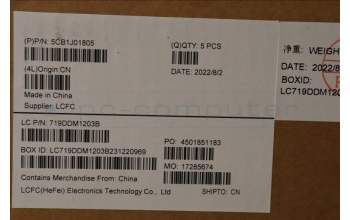 (P)P/N: 5CB1J01805
(Q)QTY: 5 PCS
(4L)Origin:CN
DATE: 2022/8/2
Made in China
Supplier: LCFC
净重: WEIGH
DATE: 2022/8
BOXID:
LC719DDM
LC P/N: 719DDM1203B
PO: 4501851183
BOX ID: LC719DDM1203B231220969
MO: 17285674
Contains Merchandise From: China
LCFC(HeFei) Electronics Technology Co., Ltd.
SHIPTO: CN